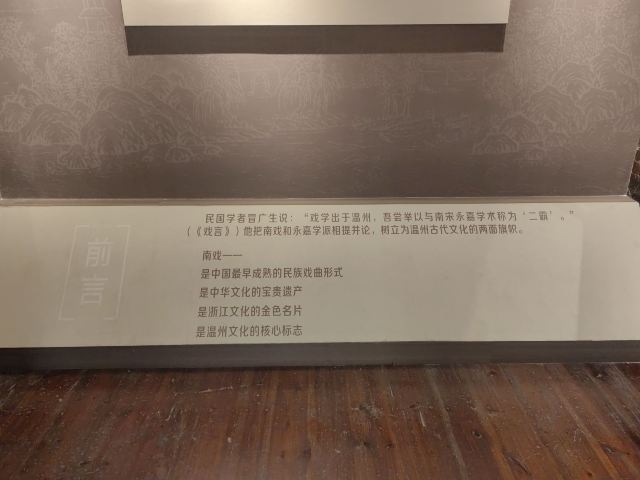 前言
民国学者冒广生说：“戏学出于温州，吾尝举以与南宋永嘉学术称为‘二霸’。”
（《戏言》）他把南戏和永嘉学派相提并论，树立为温州古代文化的两面旗帜。
南戏——
是中国最早成熟的民族戏曲形式
是中华文化的宝贵遗产
是浙江文化的金色名片
是温州文化的核心标志